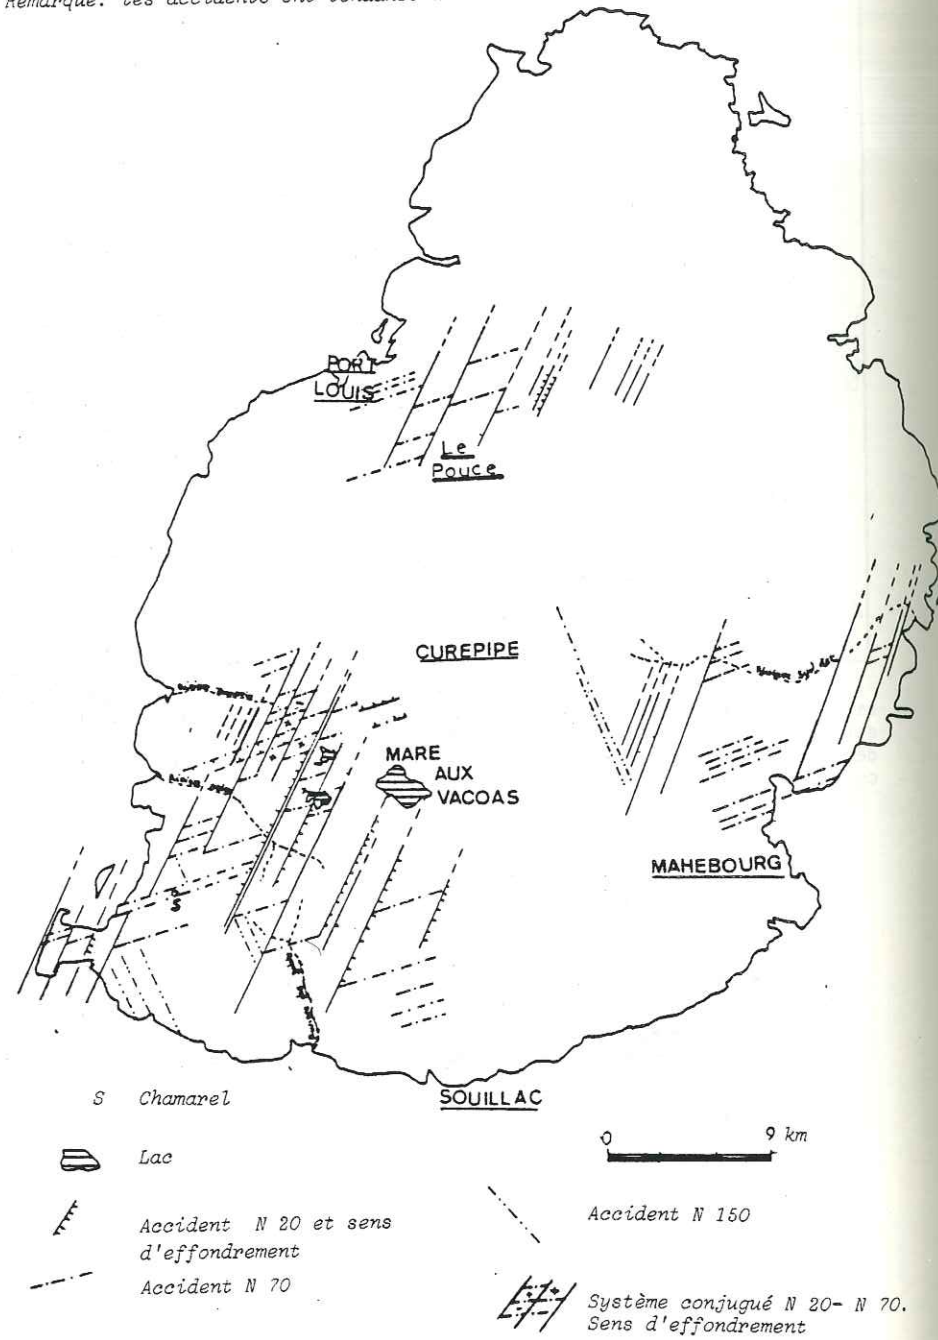 Remarque: les accidents ont tendance
PORT
LOUIS
Le
Pouce
CUREPIPE
MARE
AUX
VACOAS
MAHEBOURG
S
SOUILLAC
S Chamarel
0 9 km
Lac
Accident N 20 et sens
d'effondrement
Accident N 150
Accident N 70
Système conjugué N 20- N 70.
Sens d'effondrement